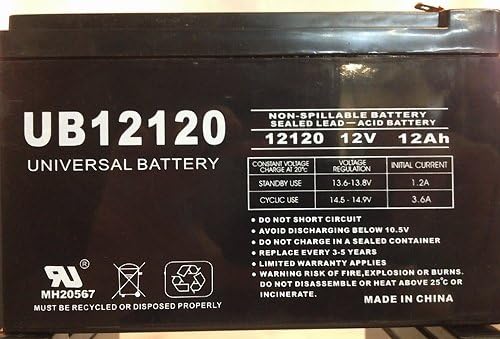 UB12120
UNIVERSAL BATTERY
NON-SPILLABLE BATTERY
SEALED LEAD — ACID BATTERY
12120 12V 12Ah
CONSTANT VOLTAGE CHARGE AT 20°C VOLTAGE REGULATION INITIAL CURRENT
STANDBY USE 13.6-13.8V 1.2A
CYCLIC USE 14.5 - 14.9V 3.6A
● DO NOT SHORT CIRCUIT
● AVOID DISCHARGING BELOW 10.5V
● DO NOT CHARGE IN A SEALED CONTAINER
● REPLACE EVERY 3-5 YEARS
● LIMITED WARRANTY APPLIES
● WARNING RISK OF FIRE,EXPLOSION OR BURNS.
DO NOT DISASSEMBLE OR HEAT ABOVE 25°C OR
INCINERATE.
MADE IN CHINA
RU®
MH20567
Pb
MUST BE RECYCLED OR DISPOSED PROPERLY